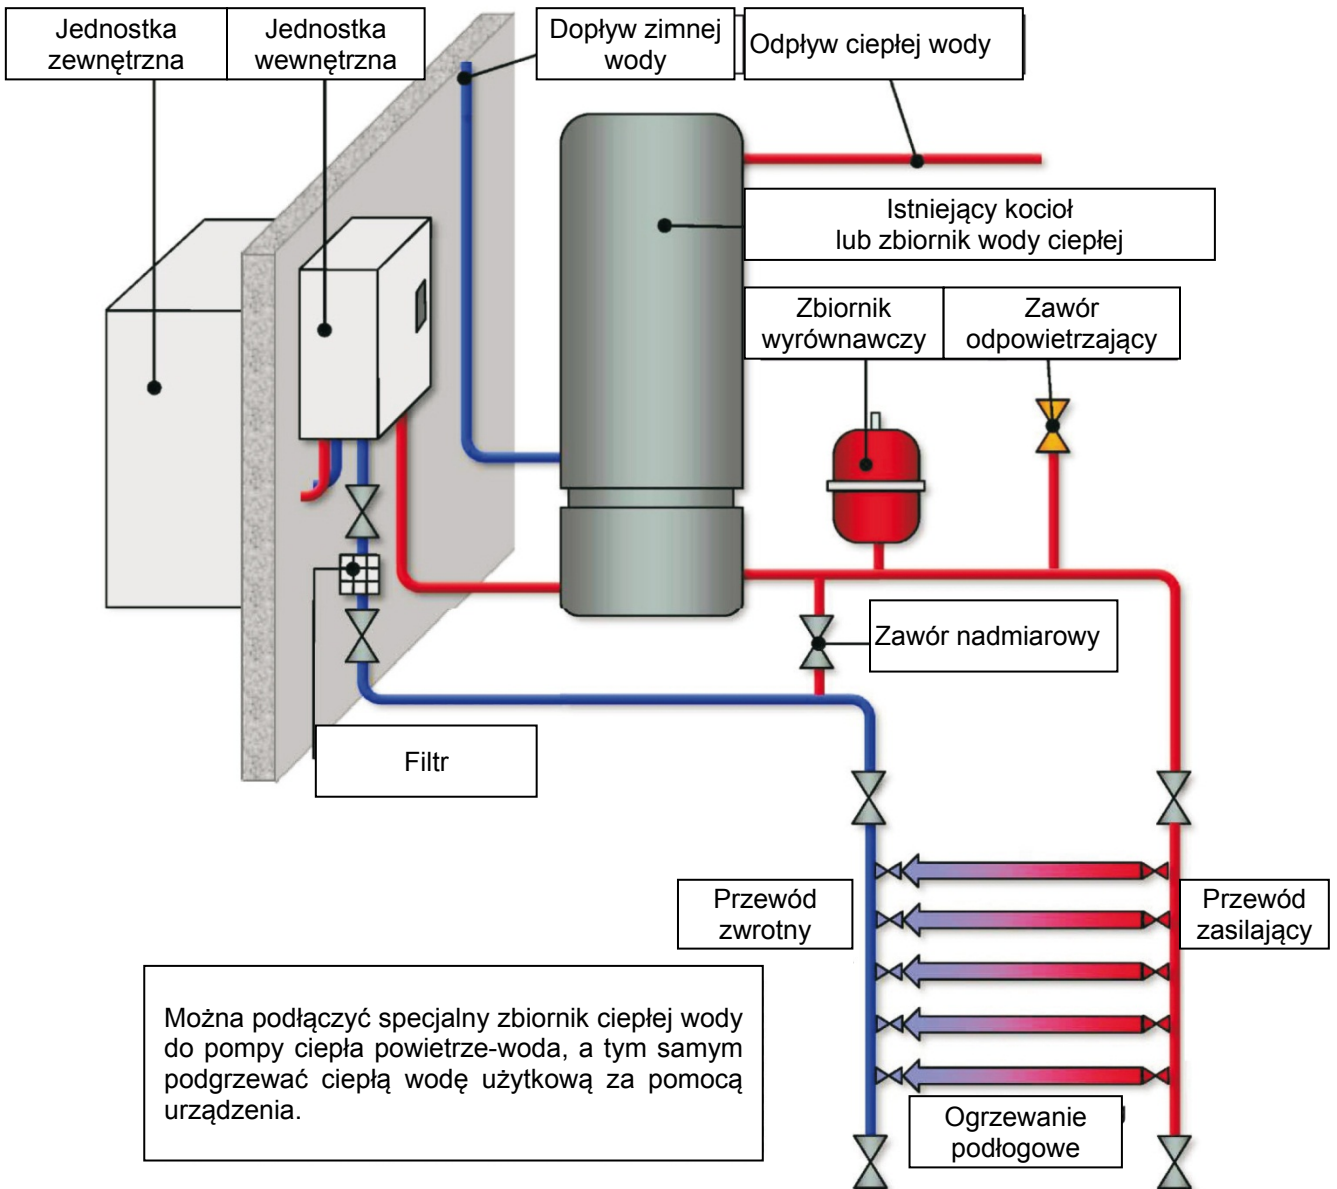 Jednostka
zewnętrzna
Jednostka
wewnętrzna
Dopływ zimnej
wody
Odpływ ciepłej wody
Istniejący kocioł
lub zbiornik wody ciepłej
Zbiornik
wyrównawczy
Zawór
odpowietrzający
Zawór nadmiarowy
Filtr
Przewód
zwrotny
Przewód
zasilający
Można podłączyć specjalny zbiornik ciepłej wody
do pompy ciepła powietrze-woda, a tym samym
podgrzewać ciepłą wodę użytkową za pomocą
urządzenia.
Ogrzewanie
podłogowe